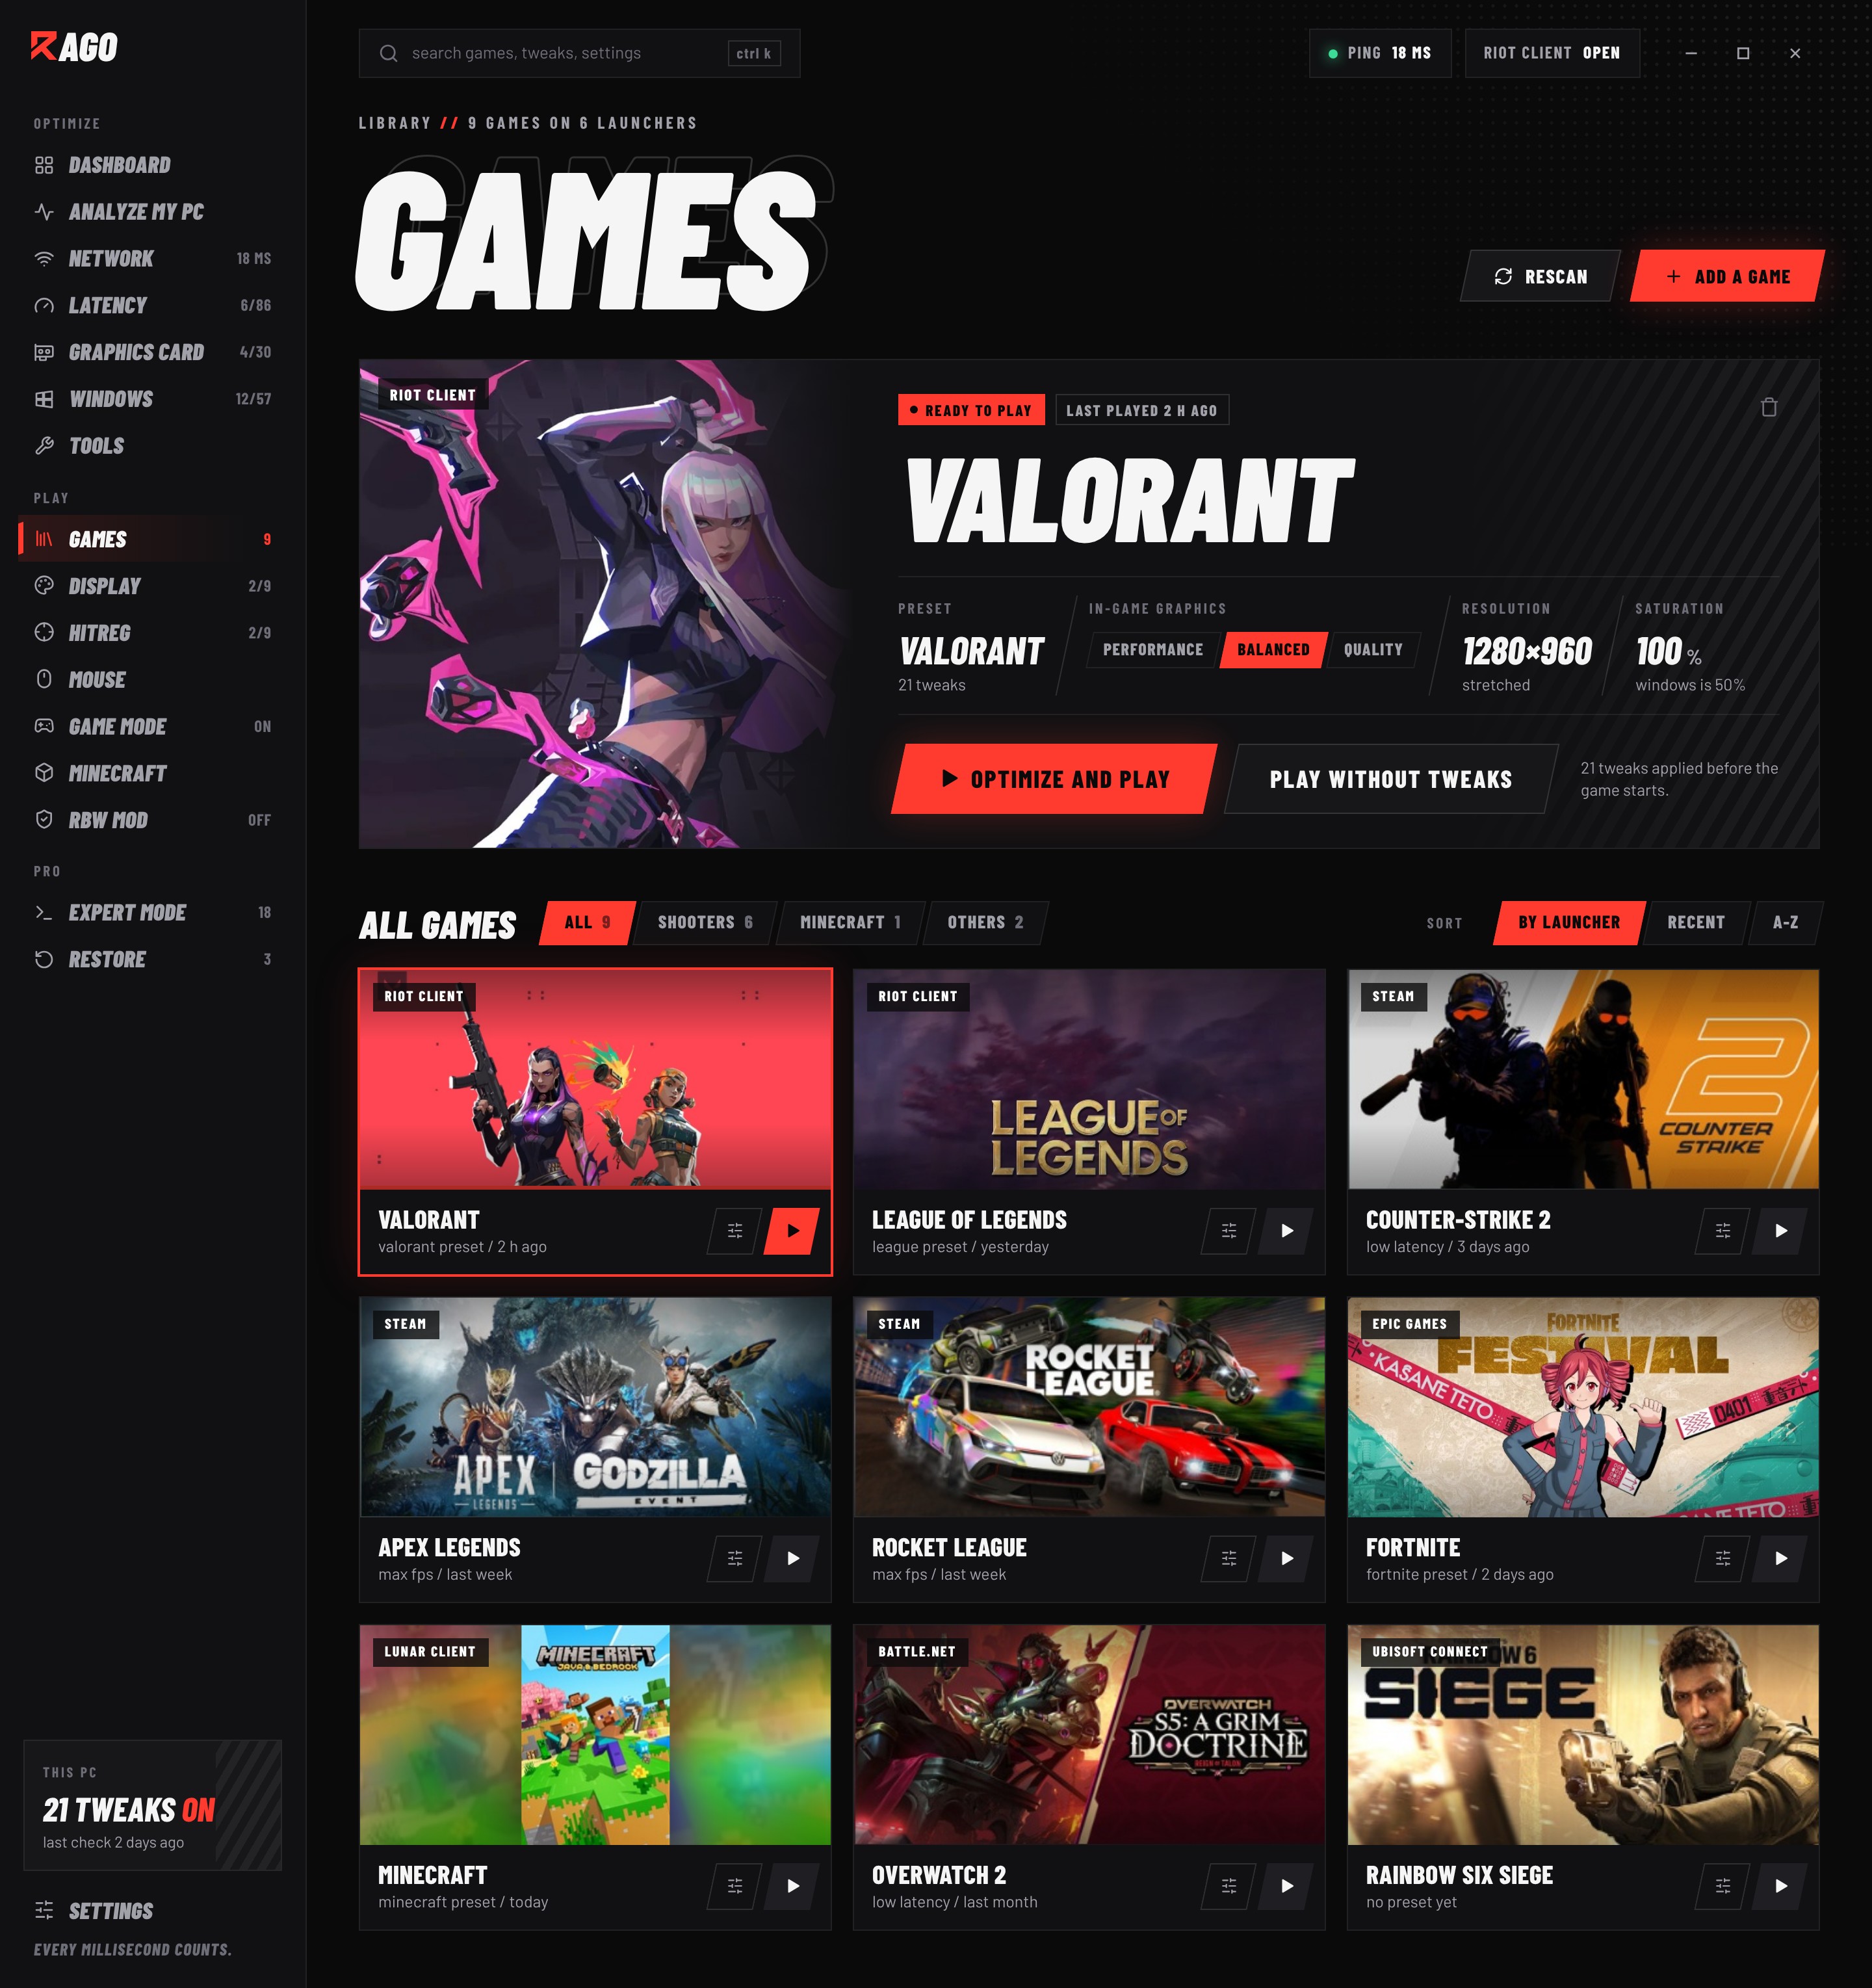 RAGO
search games, tweaks, settings
ctrl k
PING 18 MS
RIOT CLIENT OPEN
OPTIMIZE
DASHBOARD
ANALYZE MY PC
NETWORK 18 MS
LATENCY 6/86
GRAPHICS CARD 4/30
WINDOWS 12/57
TOOLS
PLAY
GAMES 9
DISPLAY 2/9
HITREG 2/9
MOUSE
GAME MODE ON
MINECRAFT
RBW MOD OFF
PRO
EXPERT MODE 18
RESTORE 3
THIS PC
21 TWEAKS ON
last check 2 days ago
SETTINGS
EVERY MILLISECOND COUNTS.
LIBRARY // 9 GAMES ON 6 LAUNCHERS
GAMES
RESCAN
+ ADD A GAME
RIOT CLIENT
READY TO PLAY
LAST PLAYED 2 H AGO
VALORANT
PRESET
VALORANT
21 tweaks
IN-GAME GRAPHICS
PERFORMANCE BALANCED QUALITY
RESOLUTION
1280×960
stretched
SATURATION
100 %
windows is 50%
OPTIMIZE AND PLAY
PLAY WITHOUT TWEAKS
21 tweaks applied before the
game starts.
ALL GAMES
ALL 9
SHOOTERS 6
MINECRAFT 1
OTHERS 2
SORT
BY LAUNCHER
RECENT
A-Z
RIOT CLIENT
VALORANT
valorant preset / 2 h ago
RIOT CLIENT
LEAGUE OF
LEGENDS
LEAGUE OF LEGENDS
league preset / yesterday
STEAM
2
COUNTER
STRIKE
COUNTER-STRIKE 2
low latency / 3 days ago
STEAM
APEX
LEGENDS
GODZILLA
EVENT
APEX LEGENDS
max fps / last week
STEAM
ROCKET
LEAGUE
ROCKET LEAGUE
max fps / last week
EPIC GAMES
FORTNITE
FESTIVAL
KASANE TETO
0401
FORTNITE
fortnite preset / 2 days ago
LUNAR CLIENT
MINECRAFT
JAVA & BEDROCK
MINECRAFT
minecraft preset / today
BATTLE.NET
OVERWATCH
S5: A GRIM
DOCTRINE
REIGN OF TALON
OVERWATCH 2
low latency / last month
UBISOFT CONNECT
RAINBOW 6
SIEGE
RAINBOW SIX SIEGE
no preset yet